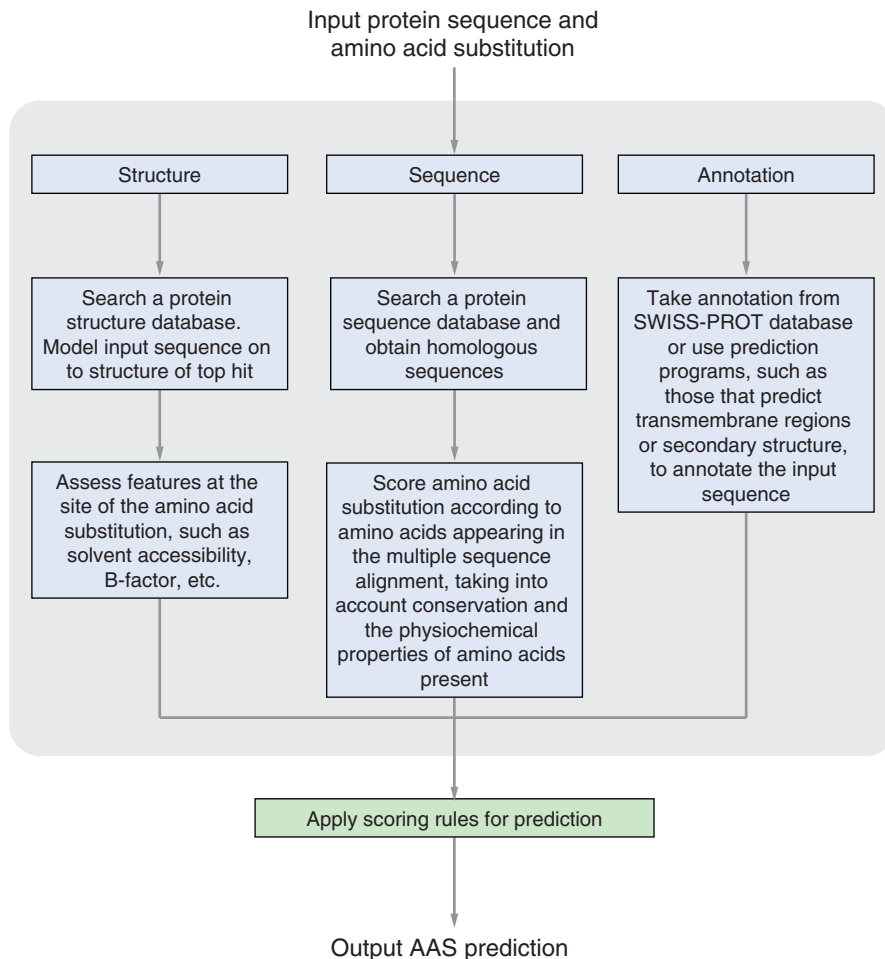 Input protein sequence and
amino acid substitution
Structure
Sequence
Annotation
Search a protein
structure database.
Model input sequence on
to structure of top hit
Search a protein
sequence database and
obtain homologous
sequences
Take annotation from
SWISS-PROT database
or use prediction
programs, such as
those that predict
transmembrane regions
or secondary structure,
to annotate the input
sequence
Assess features at the
site of the amino acid
substitution, such as
solvent accessibility,
B-factor, etc.
Score amino acid
substitution according to
amino acids appearing in
the multiple sequence
alignment, taking into
account conservation and
the physiochemical
properties of amino acids
present
Apply scoring rules for prediction
Output AAS prediction